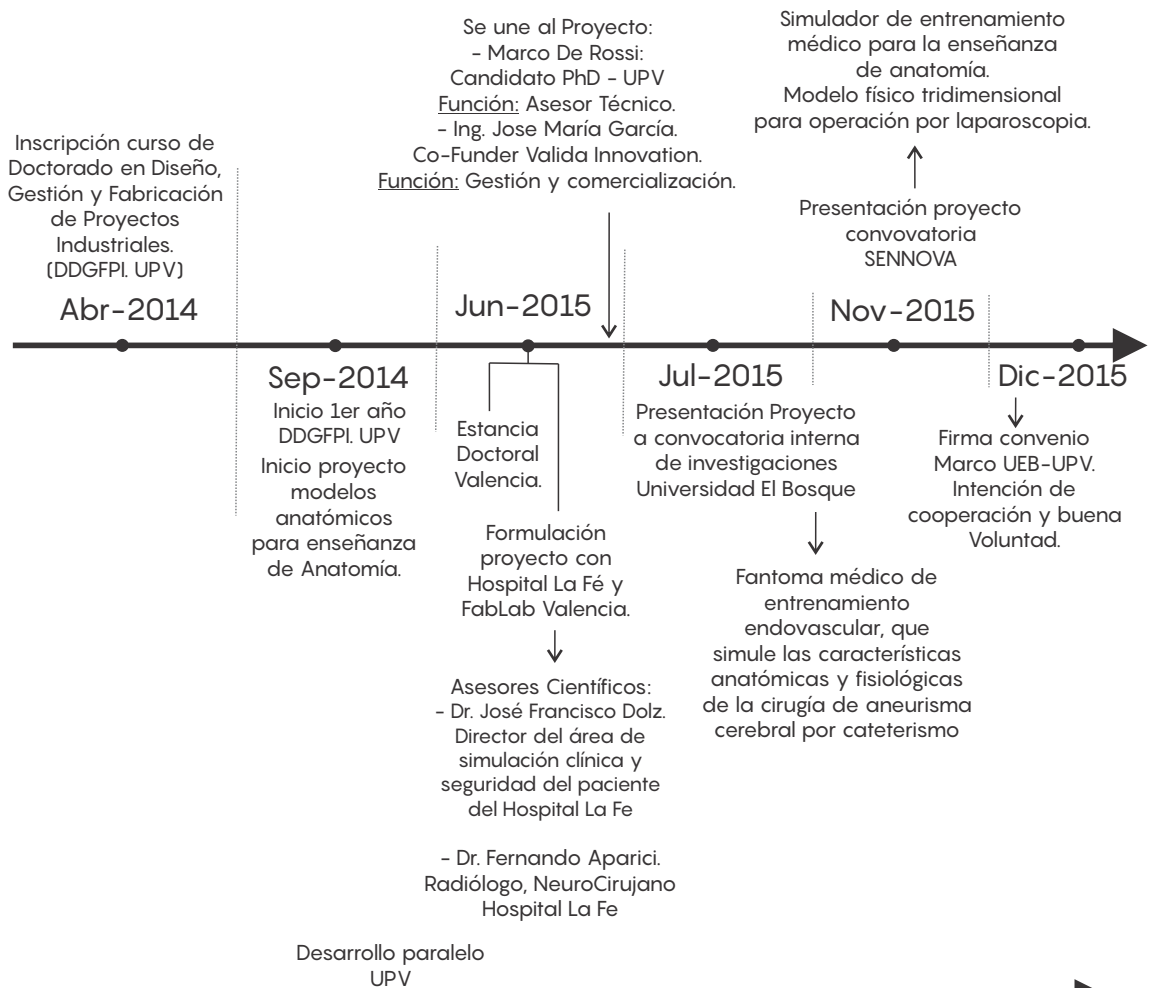 Inscripción curso de
Doctorado en Diseño,
Gestión y Fabricación
de Proyectos
Industriales.
(DDGFPI. UPV)
Abr-2014
Sep-2014
Inicio 1er año
DDGFPI. UPV
Inicio proyecto
modelos
anatómicos
para enseñanza
de Anatomía.
Se une al Proyecto:
- Marco De Rossi:
Candidato PhD - UPV
Función: Asesor Técnico.
- Ing. Jose María García.
Co-Funder Valida Innovation.
Función: Gestión y comercialización.
Jun-2015
Estancia
Doctoral
Valencia.
Formulación
proyecto con
Hospital La Fé y
FabLab Valencia.
Asesores Científicos:
- Dr. José Francisco Dolz.
Director del área de
simulación clínica y
seguridad del paciente
del Hospital La Fe
- Dr. Fernando Aparici.
Radiólogo, NeuroCirujano
Hospital La Fe
Jul-2015
Presentación Proyecto
a convocatoria interna
de investigaciones
Universidad El Bosque
Fantoma médico de
entrenamiento
endovascular, que
simule las características
anatómicas y fisiológicas
de la cirugía de aneurisma
cerebral por cateterismo
Simulador de entrenamiento
médico para la enseñanza
de anatomía.
Modelo físico tridimensional
para operación por laparoscopia.
Presentación proyecto
convovatoria
SENNOVA
Nov-2015
Dic-2015
Firma convenio
Marco UEB-UPV.
Intención de
cooperación y buena
Voluntad.
Desarrollo paralelo
UPV